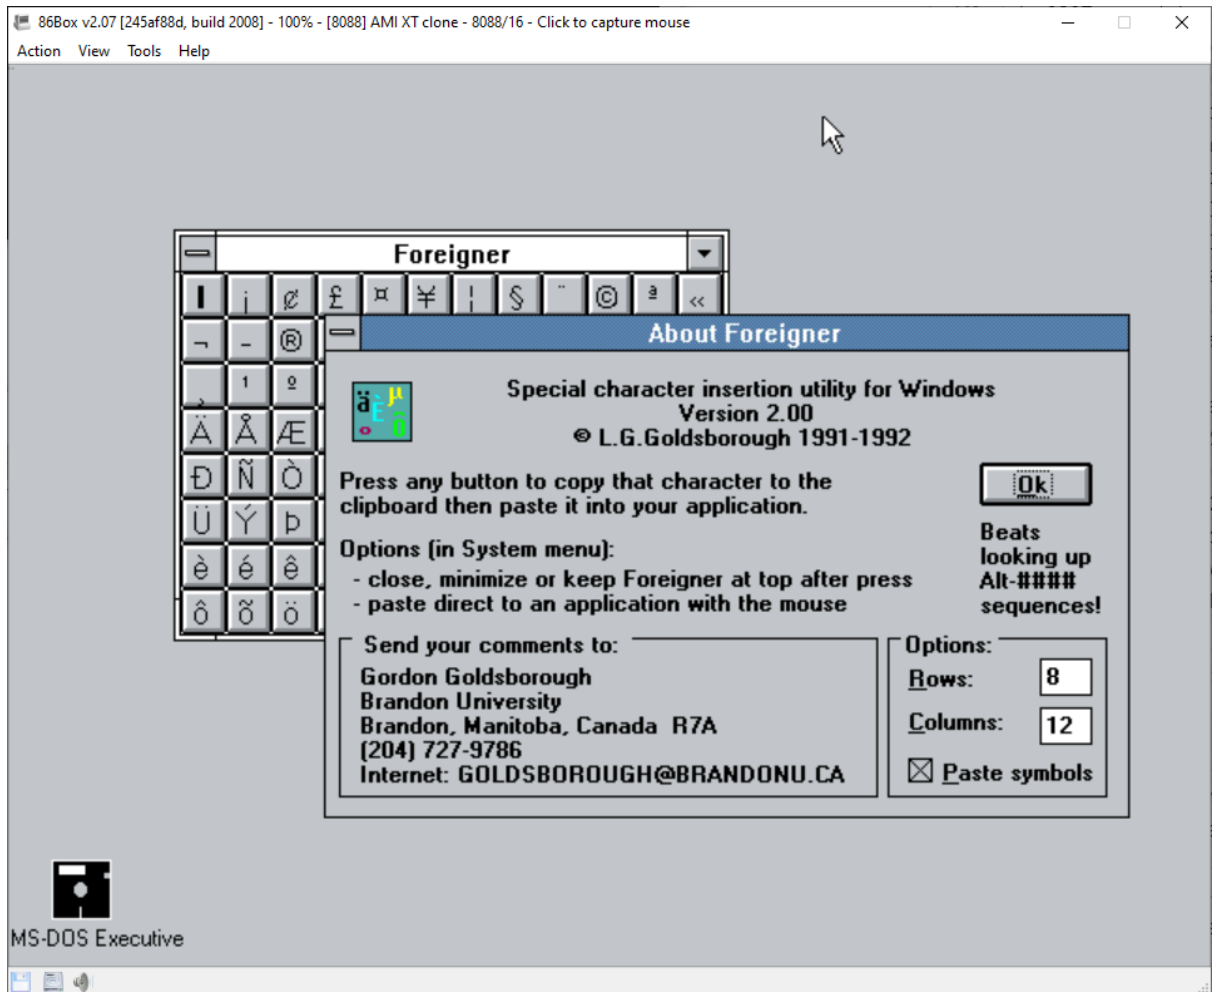 86Box v2.07 [245af88d, build 2008] - 100% - [8088] AMI XT clone - 8088/16 - Click to capture mouse
Action View Tools Help
Foreigner
¡ ¢ £ ¤ ¥ ¦ § ¨ © ª «
¬ - ®
¸ ¹ º
Ä Å Æ
Ð Ñ Ò
Ü Ý Þ
è é ê
ô õ ö
About Foreigner
äÈµ
Special character insertion utility for Windows
Version 2.00
© L.G.Goldsborough 1991-1992
Press any button to copy that character to the
clipboard then paste it into your application.
Ok
Options (in System menu):
- close, minimize or keep Foreigner at top after press
- paste direct to an application with the mouse
Beats
looking up
Alt-####
sequences!
Send your comments to:
Gordon Goldsborough
Brandon University
Brandon, Manitoba, Canada R7A
(204) 727-9786
Internet: GOLDSBOROUGH@BRANDONU.CA
Options:
Rows: 8
Columns: 12
Paste symbols
MS-DOS Executive